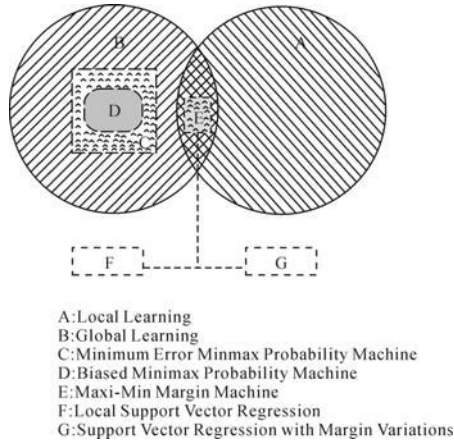 B
A
D
E
C
F
G
A:Local Learning
B:Global Learning
C:Minimum Error Minmax Probability Machine
D:Biased Minimax Probability Machine
E:Maxi-Min Margin Machine
F:Local Support Vector Regression
G:Support Vector Regression with Margin Variations